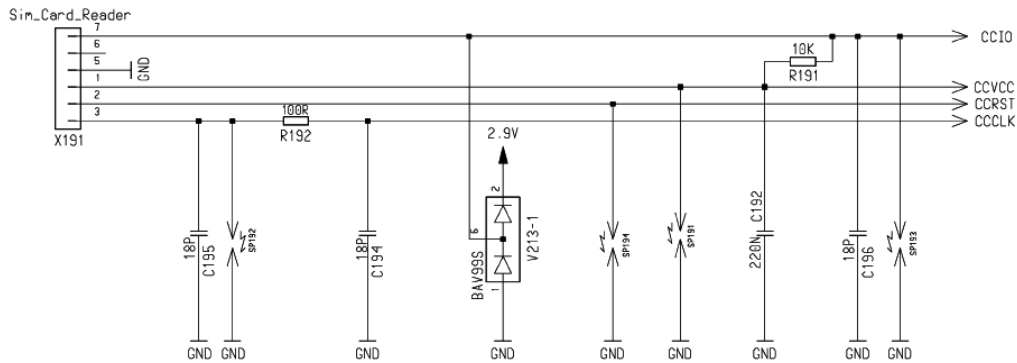 Sim_Card_Reader
7
6
5
1
2
3
X191
GND
CCIO
10K
R191
CCVCC
CCRST
CCCLK
100R
R192
2.9V
18P
C195
SP192
18P
C194
2
6
1
BAV99S
V213-1
SP194
SP191
C192
220N
18P
C196
SP193
GND GND GND GND GND GND GND GND GND